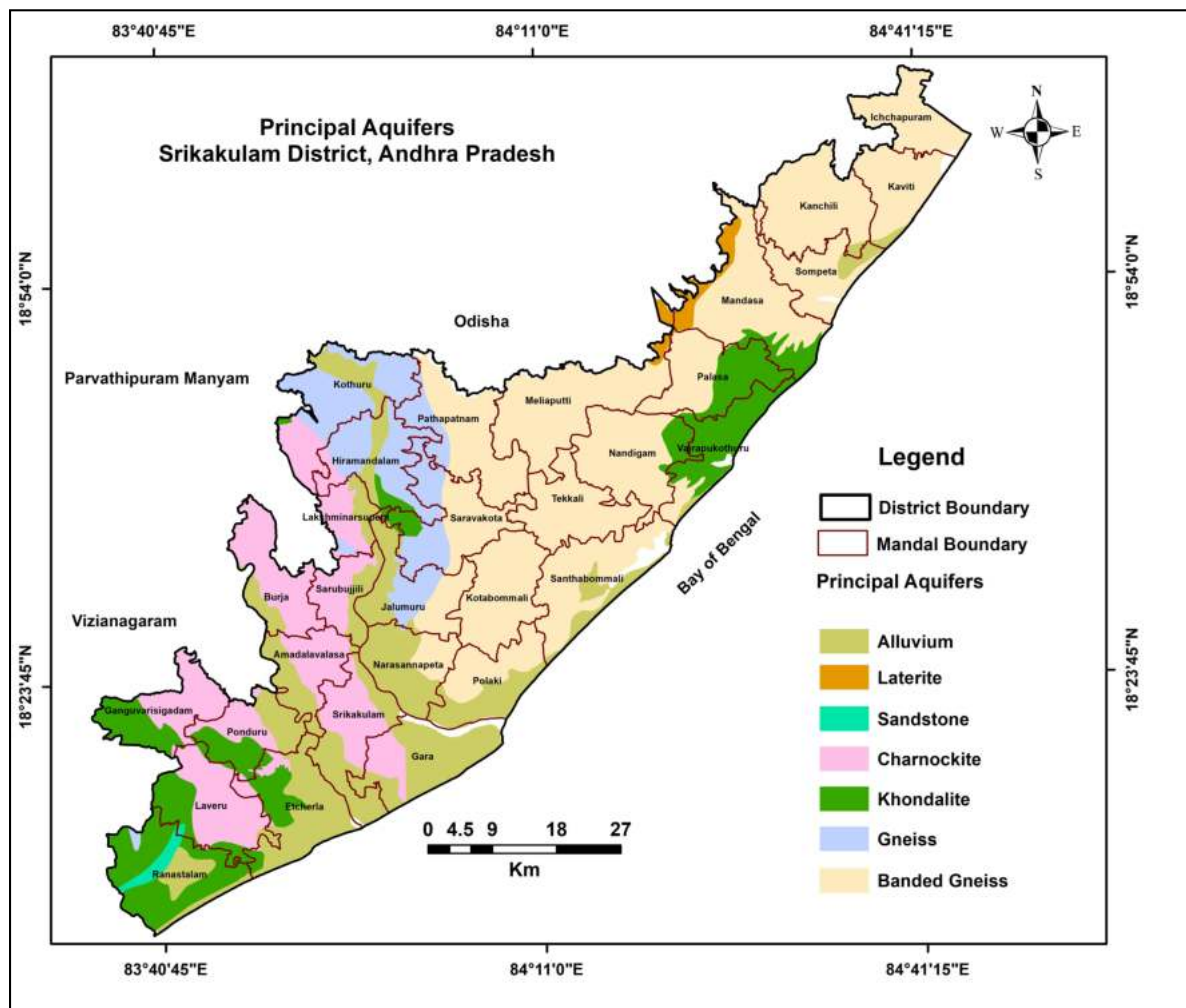 83°40'45"E
84°11'0"E
84°41'15"E
Principal Aquifers
Srikakulam District, Andhra Pradesh
N
W
E
S
18°54'0"N
18°54'0"N
Ichchapuram
Kaviti
Kanchili
Sompeta
Mandasa
Odisha
Parvathipuram Manyam
Kothuru
Palasa
Pathapatnam
Meliaputti
Vajrapukothuru
Nandigam
Hiramandalam
Tekkali
Lakshminarsupeta
Saravakota
Bay of Bengal
Santhabommali
Sarubujjili
Burja
Kotabommali
Jalumuru
Vizianagaram
Amadalavalasa
Narasannapeta
Polaki
18°23'45"N
18°23'45"N
Ganguvarisigadam
Srikakulam
Ponduru
Gara
Laveru
Etcherla
Ranastalam
0 4.5 9 18 27
Km
Legend
District Boundary
Mandal Boundary
Principal Aquifers
Alluvium
Laterite
Sandstone
Charnockite
Khondalite
Gneiss
Banded Gneiss
83°40'45"E
84°11'0"E
84°41'15"E